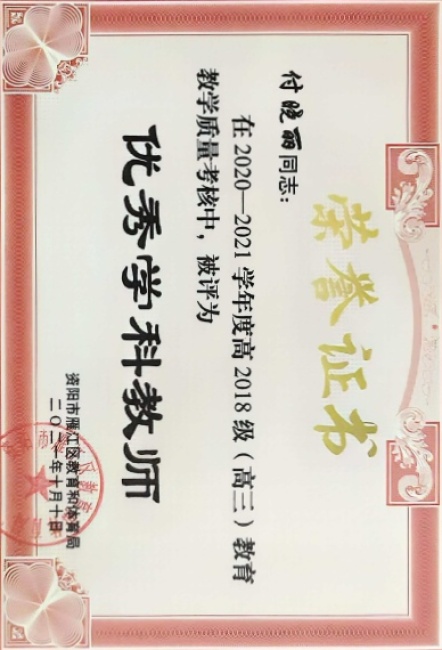 荣誉证书
付晓丽同志：
在2020—2021学年度高2018级（高三）教育
教学质量考核中，被评为
优秀学科教师
资阳市雁江区教育和体育局
二〇二一年十月十日